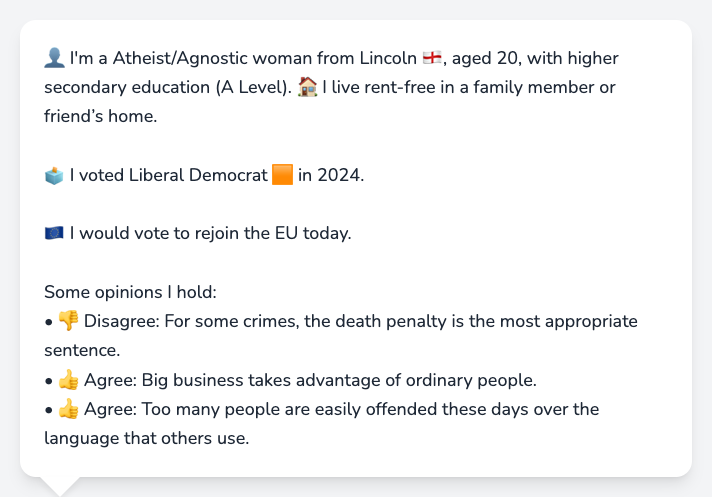 👤 I'm a Atheist/Agnostic woman from Lincoln 🏴󠁧󠁢󠁥󠁮󠁧󠁿, aged 20, with higher
secondary education (A Level). 🏠 I live rent-free in a family member or
friend’s home.
🗳️ I voted Liberal Democrat 🟧 in 2024.
🇪🇺 I would vote to rejoin the EU today.
Some opinions I hold:
• 👎 Disagree: For some crimes, the death penalty is the most appropriate
sentence.
• 👍 Agree: Big business takes advantage of ordinary people.
• 👍 Agree: Too many people are easily offended these days over the
language that others use.